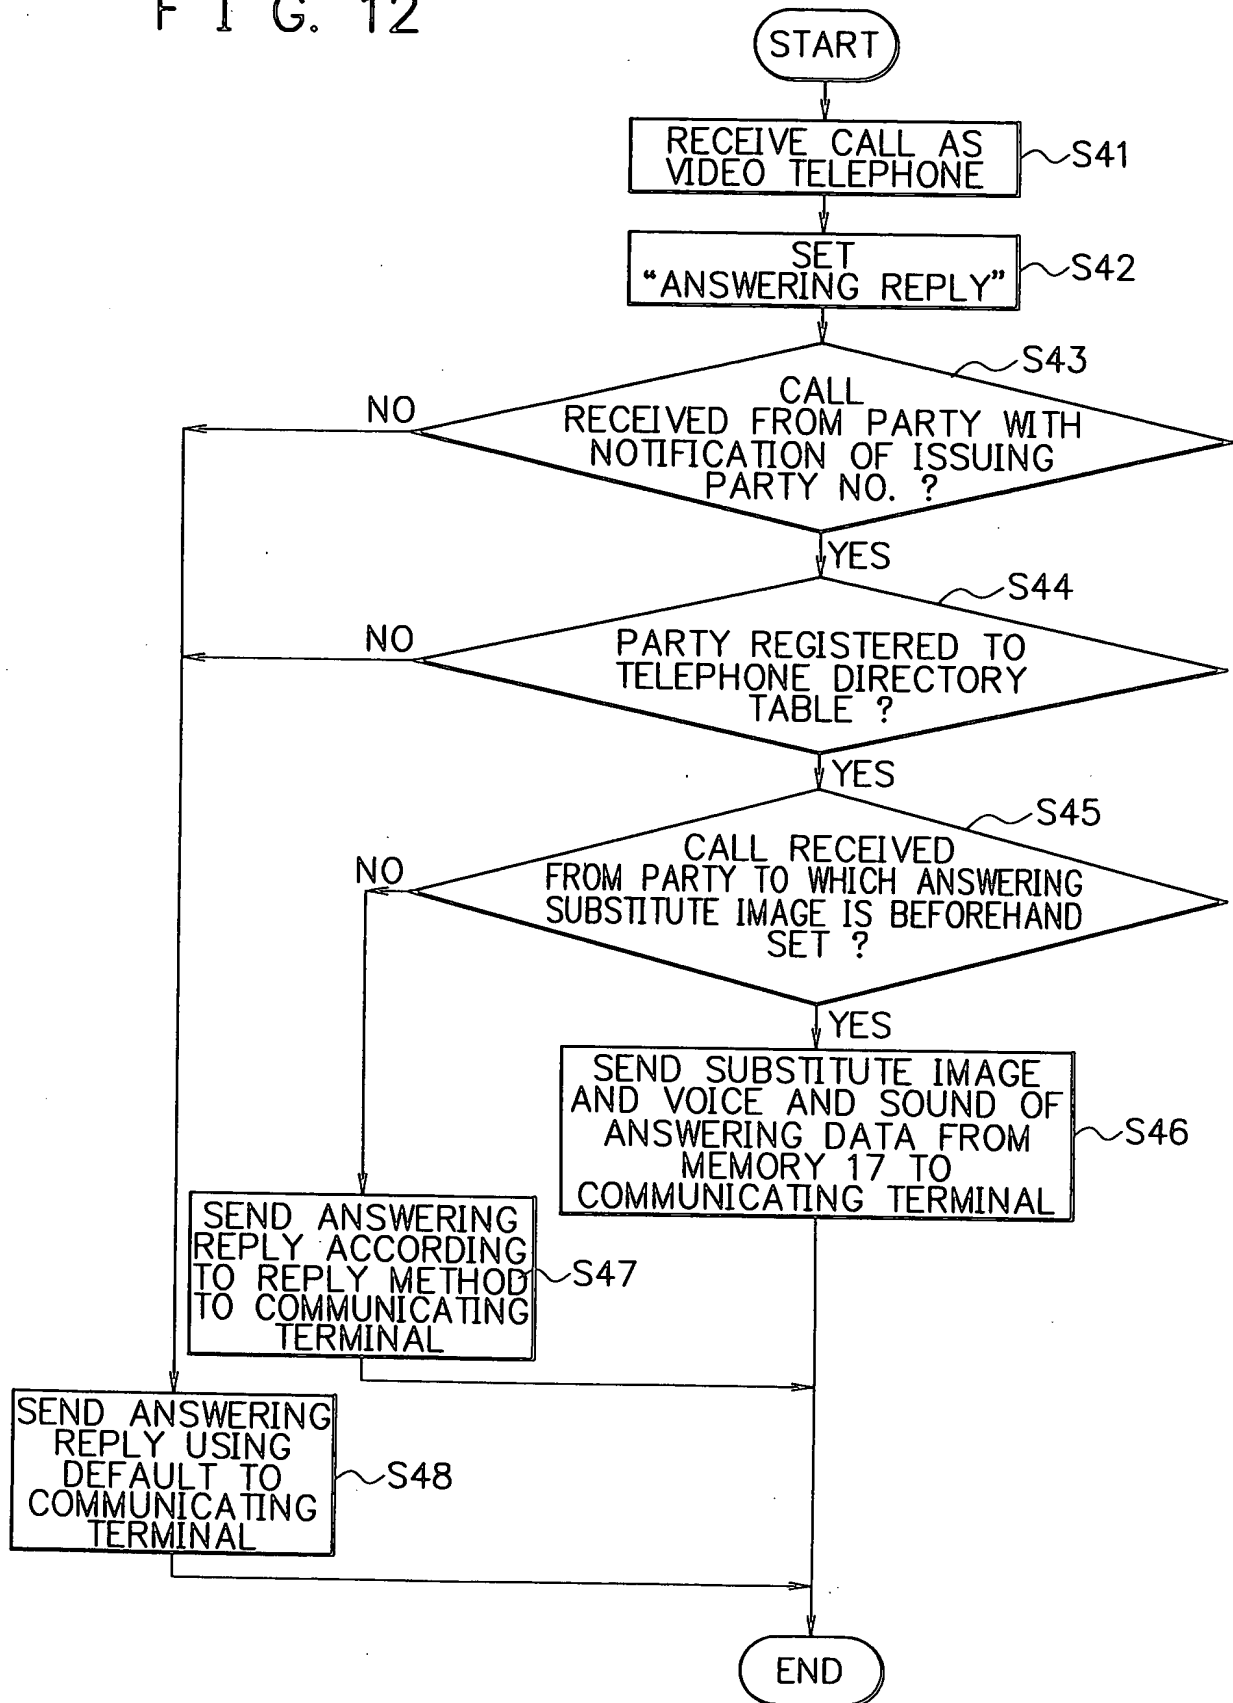 F I G. 12
START
RECEIVE CALL AS
VIDEO TELEPHONE
S41
SET
“ANSWERING REPLY”
S42
S43
CALL
RECEIVED FROM PARTY WITH
NOTIFICATION OF ISSUING
PARTY NO. ?
NO
YES
S44
PARTY REGISTERED TO
TELEPHONE DIRECTORY
TABLE ?
NO
YES
S45
CALL RECEIVED
FROM PARTY TO WHICH ANSWERING
SUBSTITUTE IMAGE IS BEFOREHAND
SET ?
NO
YES
SEND SUBSTITUTE IMAGE
AND VOICE AND SOUND OF
ANSWERING DATA FROM
MEMORY 17 TO
COMMUNICATING TERMINAL
S46
SEND ANSWERING
REPLY ACCORDING
TO REPLY METHOD
TO COMMUNICATING
TERMINAL
S47
SEND ANSWERING
REPLY USING
DEFAULT TO
COMMUNICATING
TERMINAL
S48
END